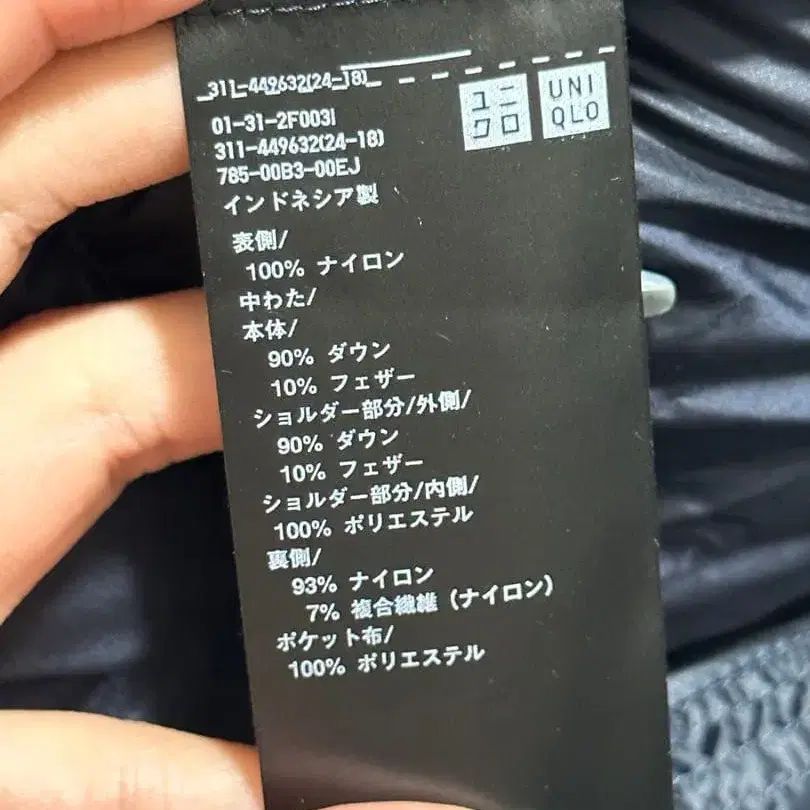 311-449632(24-18)
ユニ
クロ
UNI
QLO
01-31-2F003I
311-449632(24-18)
785-00B3-00EJ
インドネシア製
表側/
100% ナイロン
中わた/
本体/
90% ダウン
10% フェザー
ショルダー部分/外側/
90% ダウン
10% フェザー
ショルダー部分/内側/
100% ポリエステル
裏側/
93% ナイロン
7% 複合繊維（ナイロン）
ポケット布/
100% ポリエステル